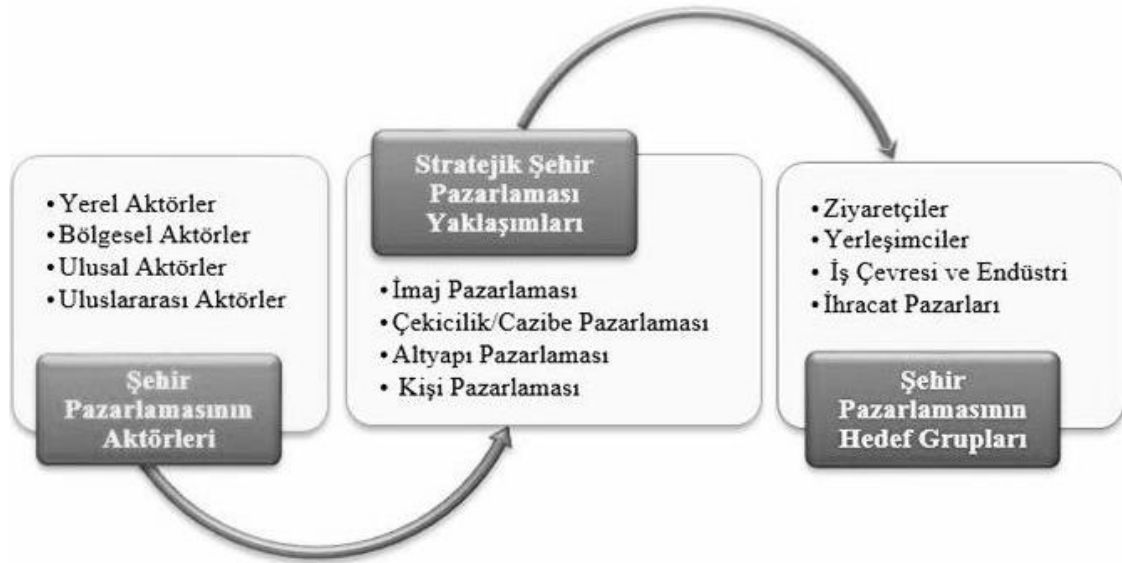 • Yerel Aktörler
• Bölgesel Aktörler
• Ulusal Aktörler
• Uluslararası Aktörler
Şehir
Pazarlamasının
Aktörleri
Stratejik Şehir
Pazarlaması
Yaklaşımları
• İmaj Pazarlaması
• Çekicilik/Cazibe Pazarlaması
• Altyapı Pazarlaması
• Kişi Pazarlaması
• Ziyaretçiler
• Yerleşimciler
• İş Çevresi ve Endüstri
• İhracat Pazarları
Şehir
Pazarlamasının
Hedef Grupları